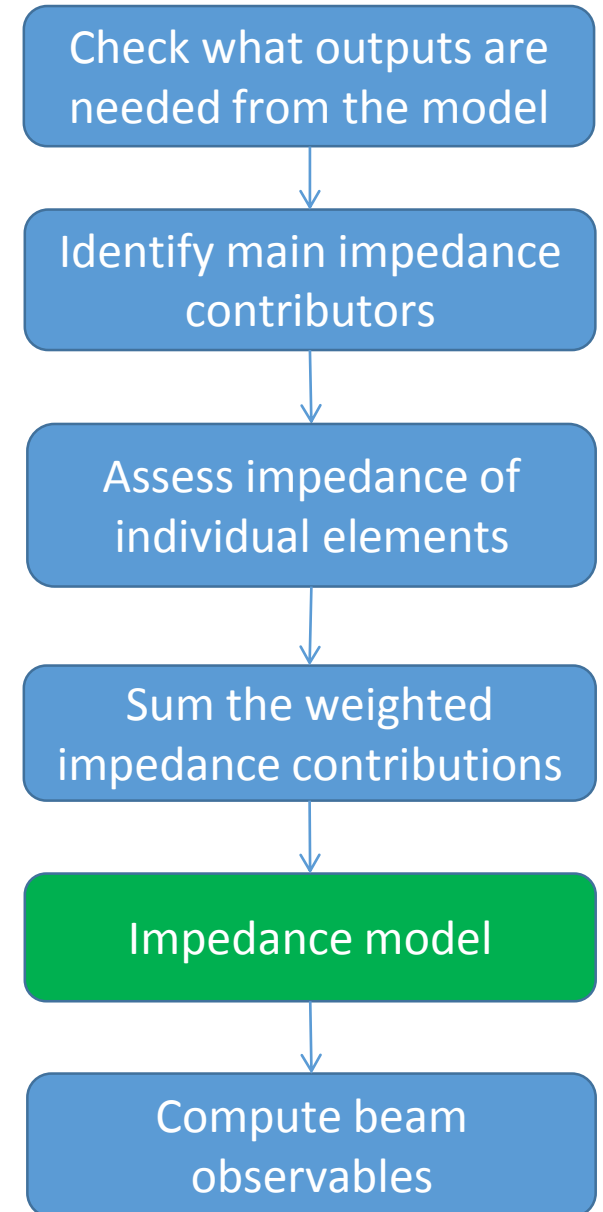 Check what outputs are
needed from the model
Identify main impedance
contributors
Assess impedance of
individual elements
Sum the weighted
impedance contributions
Impedance model
Compute beam
observables